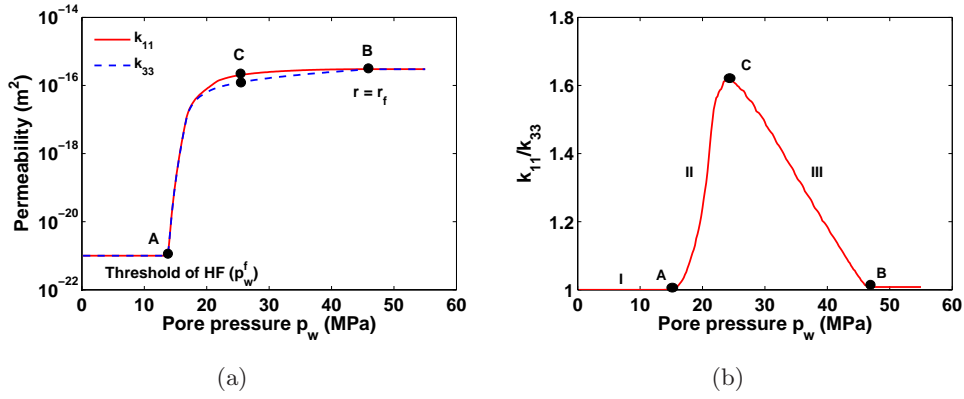 10⁻¹⁴
k₁₁
k₃₃
C
B
10⁻¹⁶
r = r_f
Permeability (m²)
10⁻¹⁸
10⁻²⁰
A
Threshold of HF (p_w^f)
10⁻²²
0 10 20 30 40 50 60
Pore pressure p_w (MPa)
(a)
1.8
C
1.6
k₁₁/k₃₃
1.4
II
III
1.2
I
A
B
1
0 10 20 30 40 50 60
Pore pressure p_w (MPa)
(b)